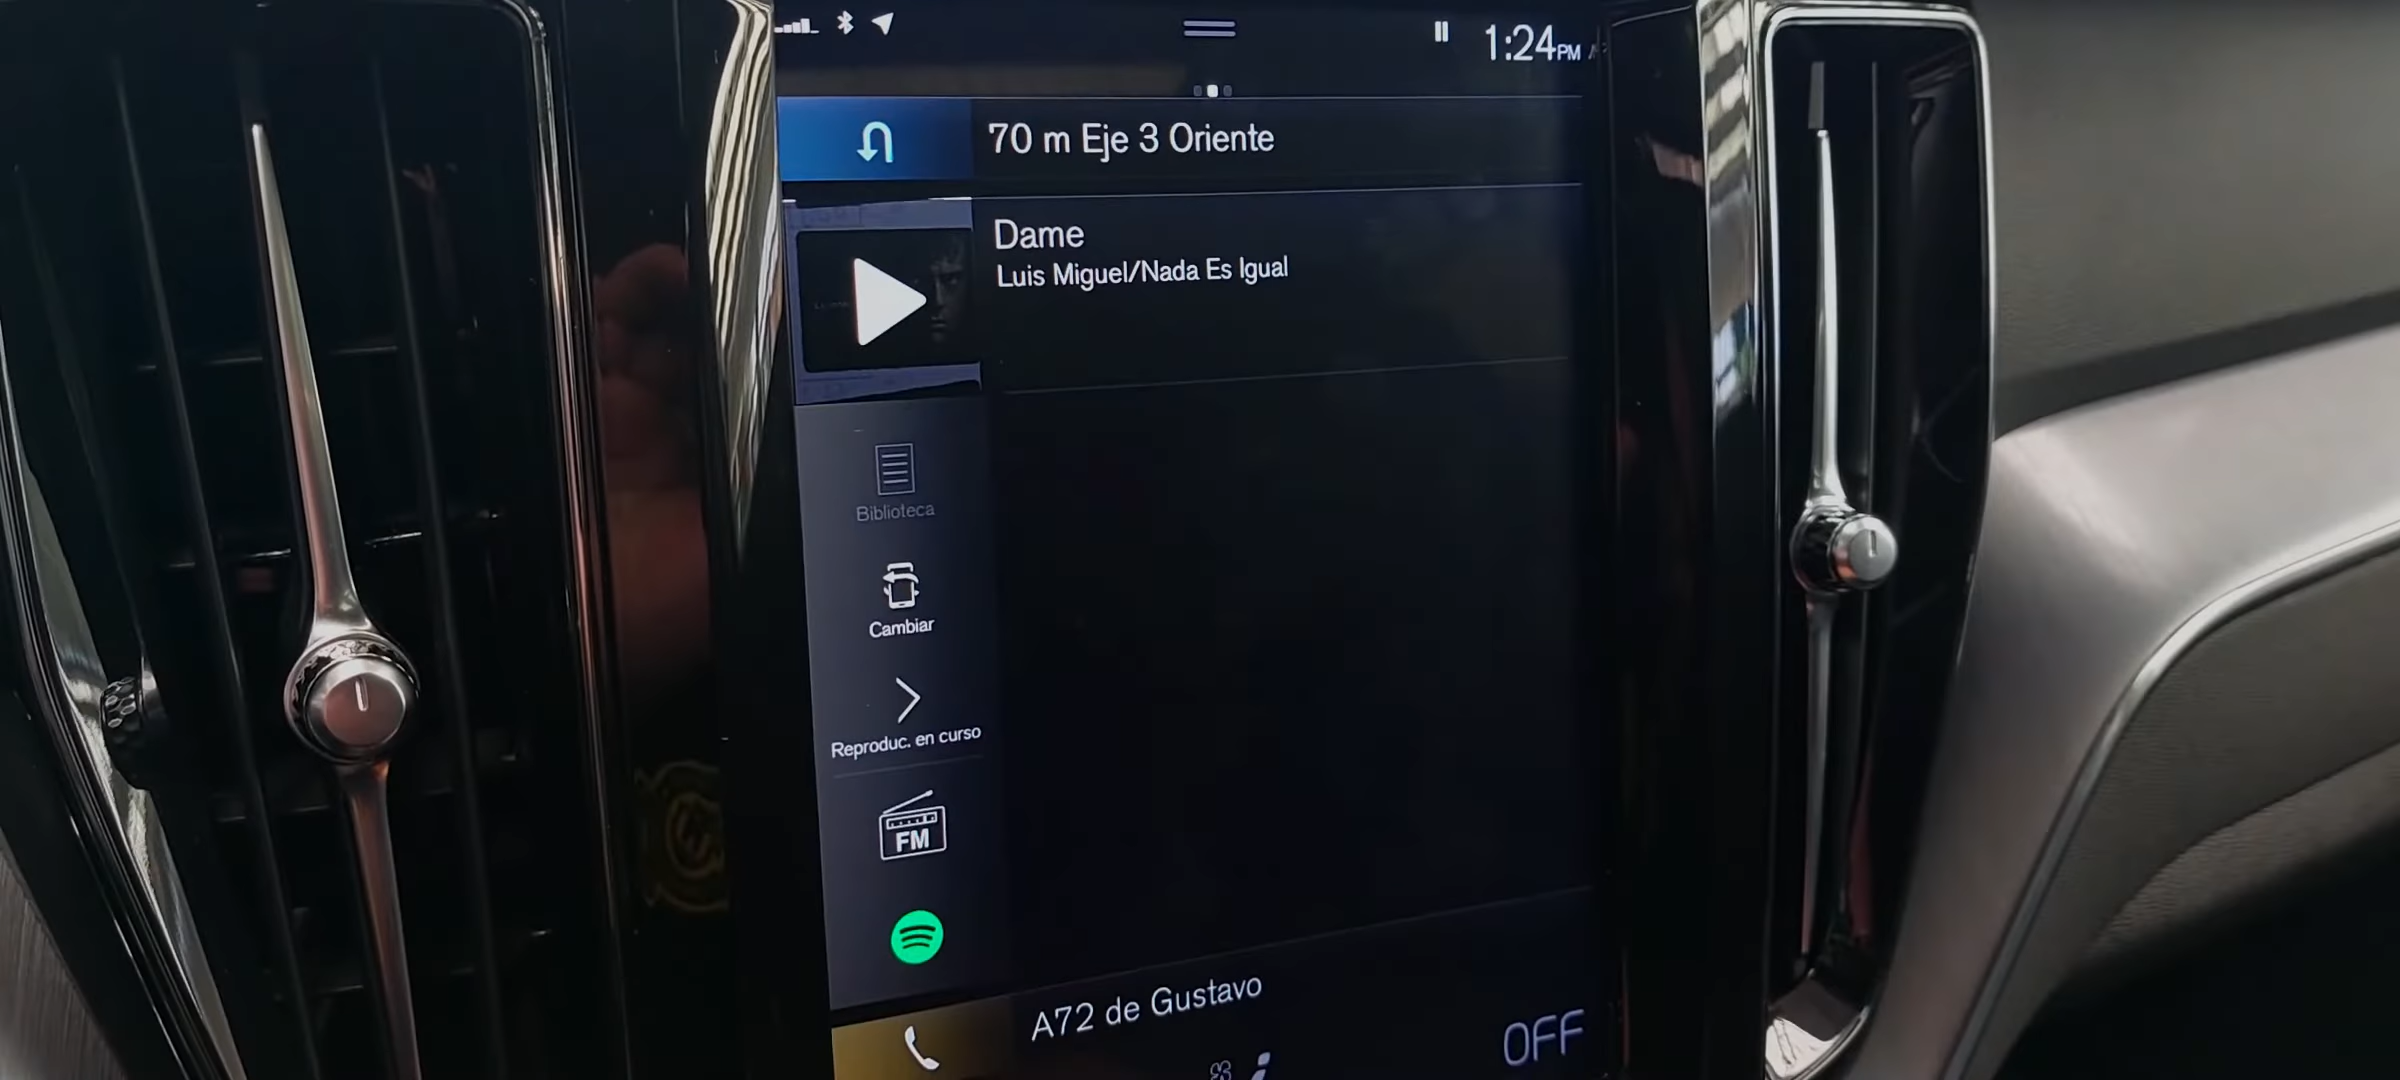 1:24PM
70 m Eje 3 Oriente
Dame
Luis Miguel/Nada Es Igual
Biblioteca
Cambiar
Reproduc. en curso
FM
A72 de Gustavo
OFF